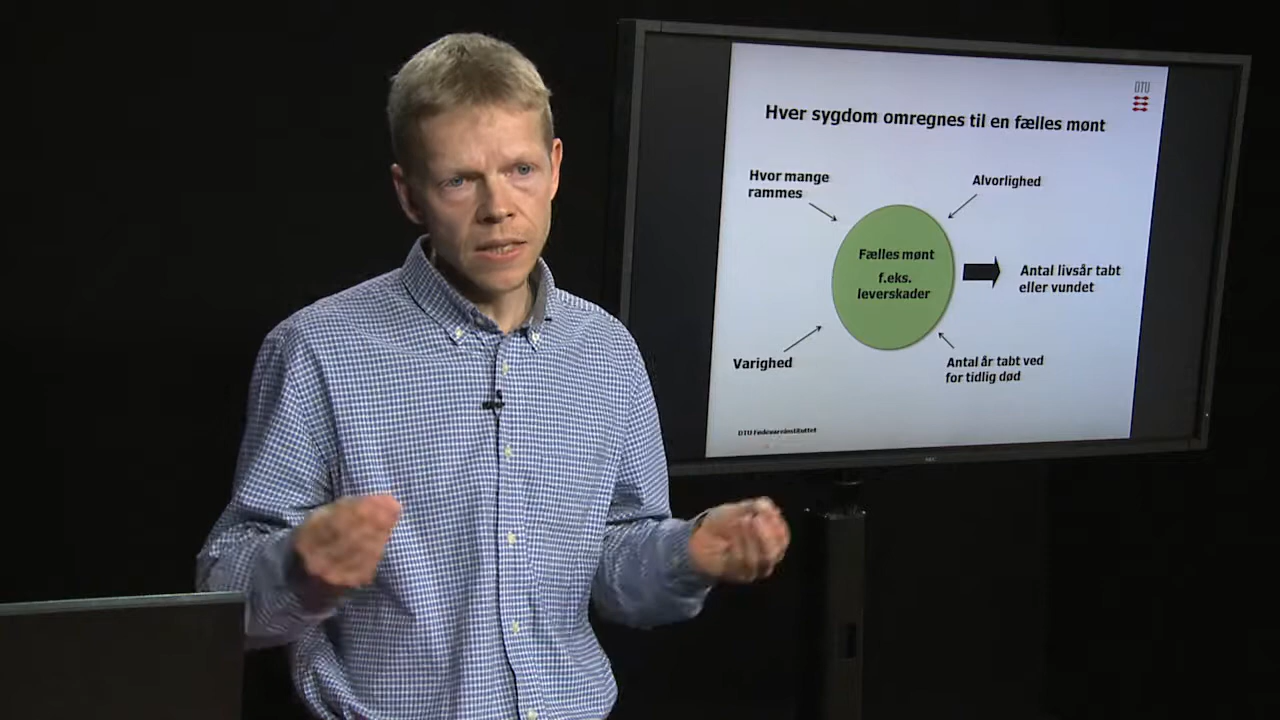 DTU
Hver sygdom omregnes til en fælles mønt
Hvor mange
rammes
Alvorlighed
Fælles mønt
f.eks.
leverskader
Antal livsår tabt
eller vundet
Varighed
Antal år tabt ved
for tidlig død
DTU Fødevareinstituttet